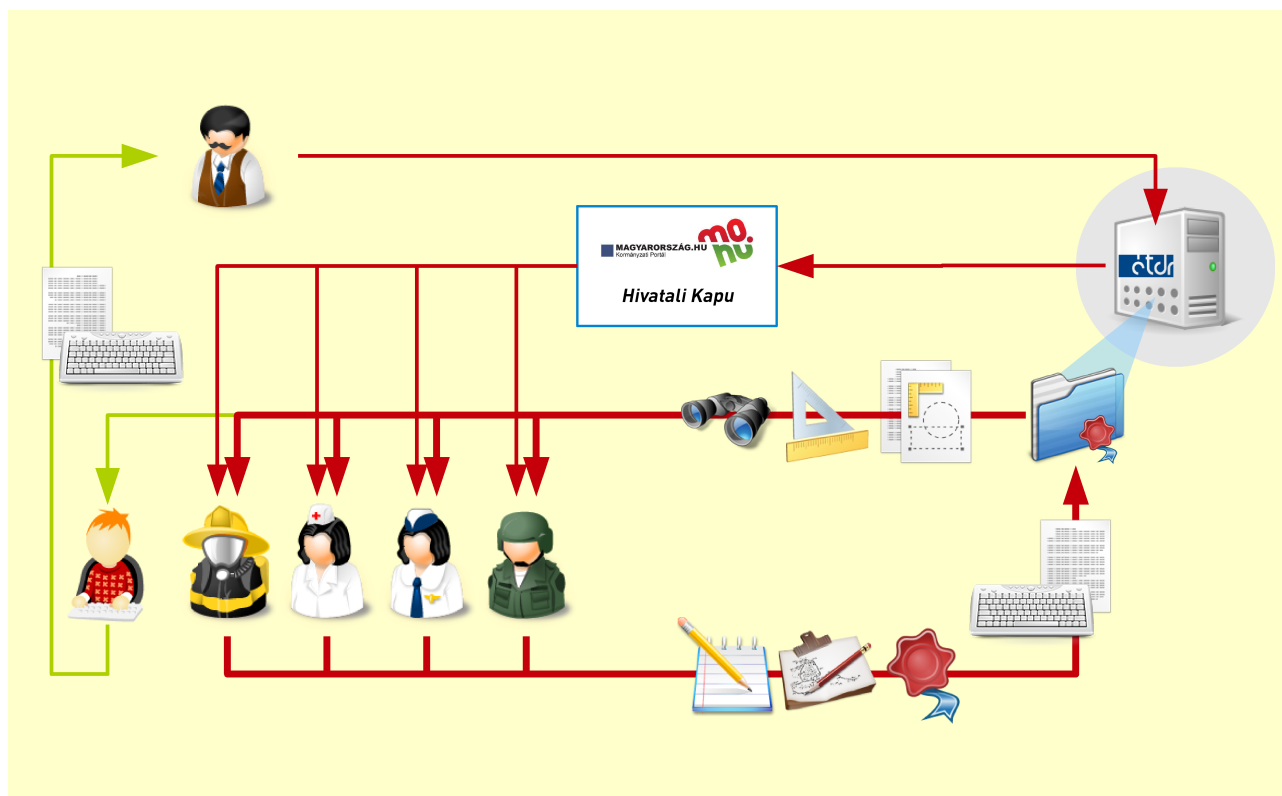 mo.
hu
MAGYARORSZÁG.HU
Kormányzati Portál
Hivatali Kapu
étdr